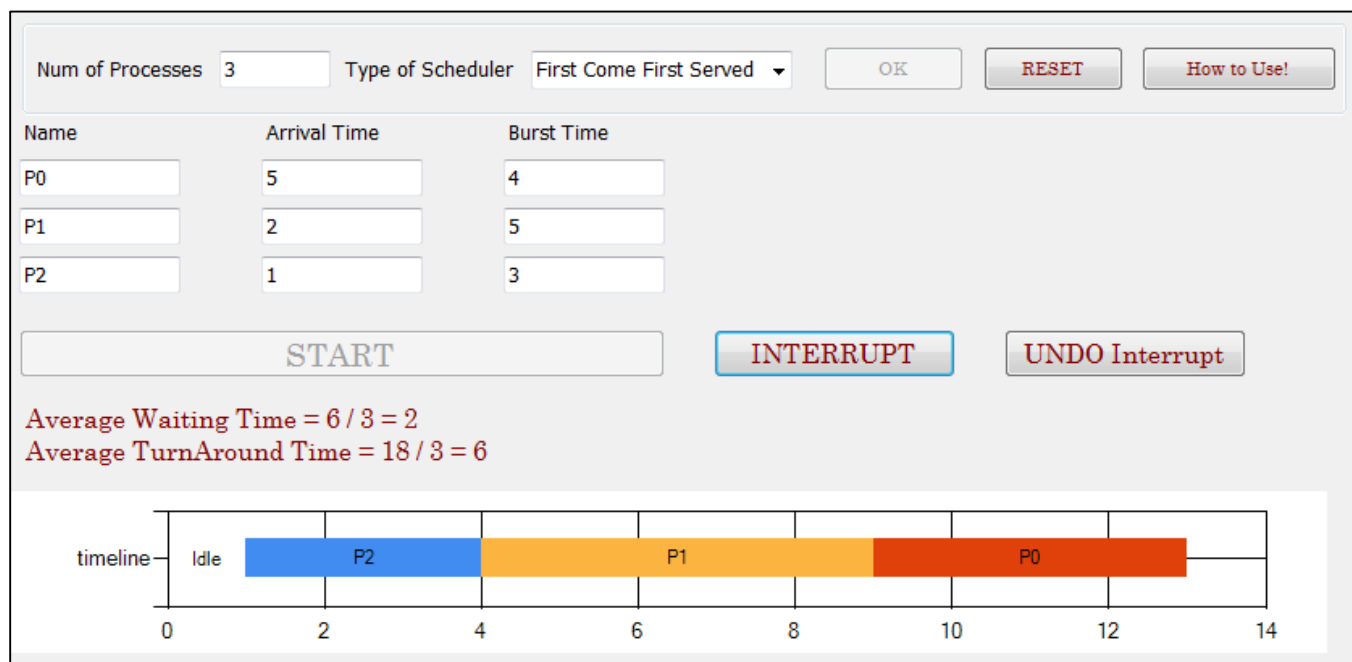 Num of Processes 3 Type of Scheduler First Come First Served OK RESET How to Use!
Name Arrival Time Burst Time
P0 5 4
P1 2 5
P2 1 3
START INTERRUPT UNDO Interrupt
Average Waiting Time = 6 / 3 = 2
Average TurnAround Time = 18 / 3 = 6
timeline Idle P2 P1 P0
0 2 4 6 8 10 12 14